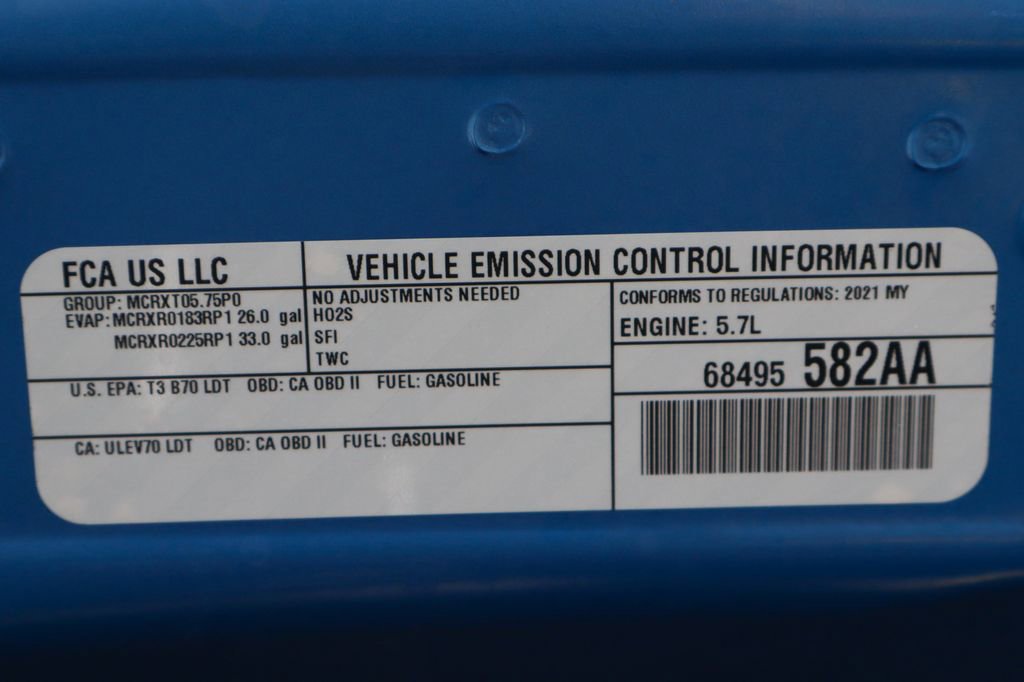 FCA US LLC
VEHICLE EMISSION CONTROL INFORMATION
GROUP: MCRXT05.75P0
EVAP: MCRXR0183RP1 26.0 gal
MCRXR0225RP1 33.0 gal
NO ADJUSTMENTS NEEDED
HO2S
SFI
TWC
CONFORMS TO REGULATIONS: 2021 MY
ENGINE: 5.7L
68495 582AA
U.S. EPA: T3 B70 LDT OBD: CA OBD II FUEL: GASOLINE
CA: ULEV70 LDT OBD: CA OBD II FUEL: GASOLINE